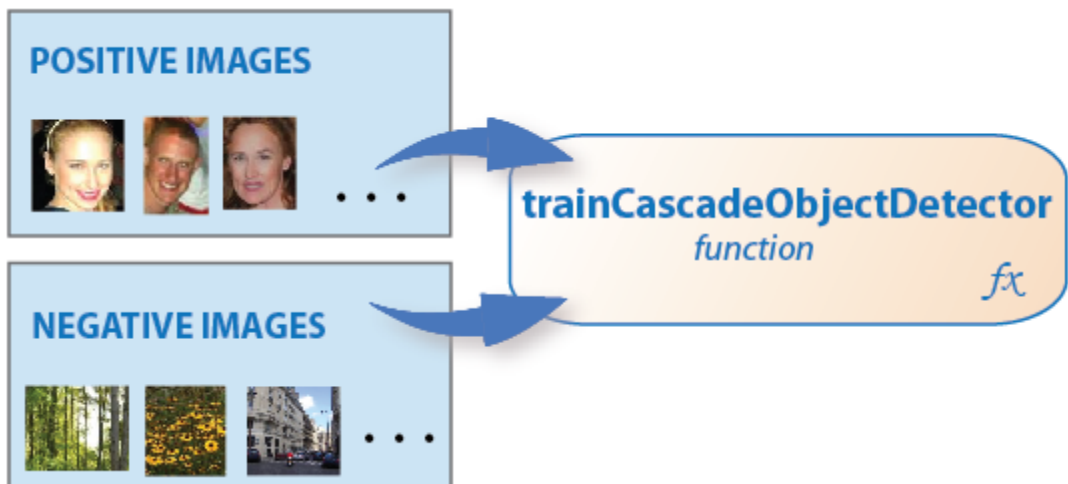 POSITIVE IMAGES
. . .
trainCascadeObjectDetector
function
fx
NEGATIVE IMAGES
. . .